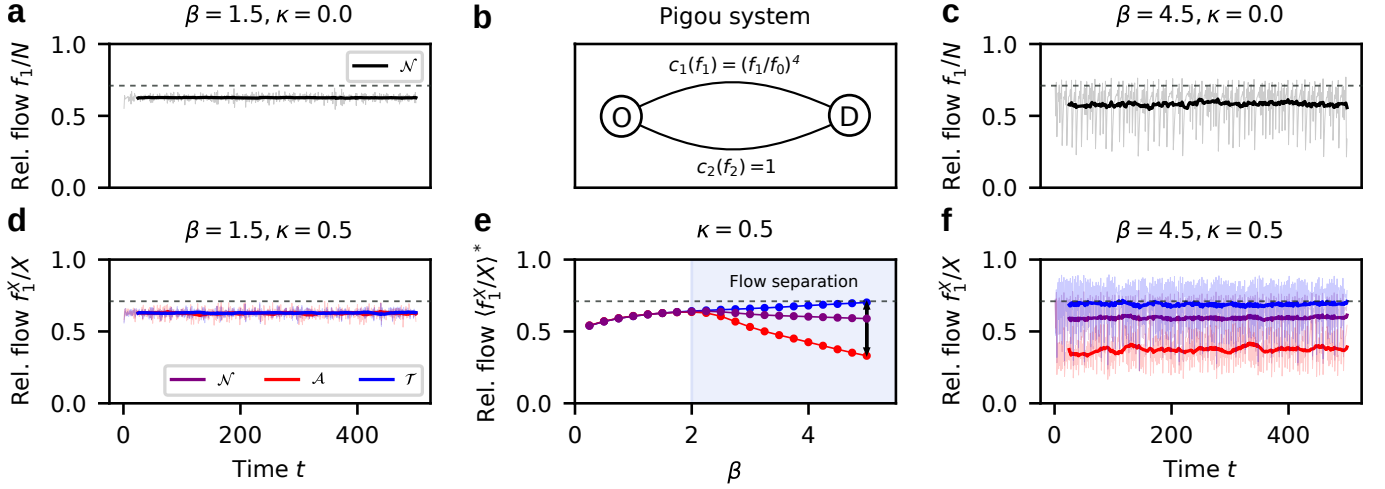 a
β = 1.5, κ = 0.0
Rel. flow f₁/N
1.0
0.5
0.0
𝒩
b
Pigou system
c₁(f₁) = (f₁/f₀)⁴
O
D
c₂(f₂) = 1
c
β = 4.5, κ = 0.0
Rel. flow f₁/N
1.0
0.5
0.0
d
β = 1.5, κ = 0.5
Rel. flow f₁ˣ/X
1.0
0.5
0.0
𝒩 𝒜 𝒯
0 200 400
Time t
e
κ = 0.5
Rel. flow ⟨f₁ˣ/X⟩*
1.0
0.5
0.0
Flow separation
0 2 4
β
f
β = 4.5, κ = 0.5
Rel. flow f₁ˣ/X
1.0
0.5
0.0
0 200 400
Time t